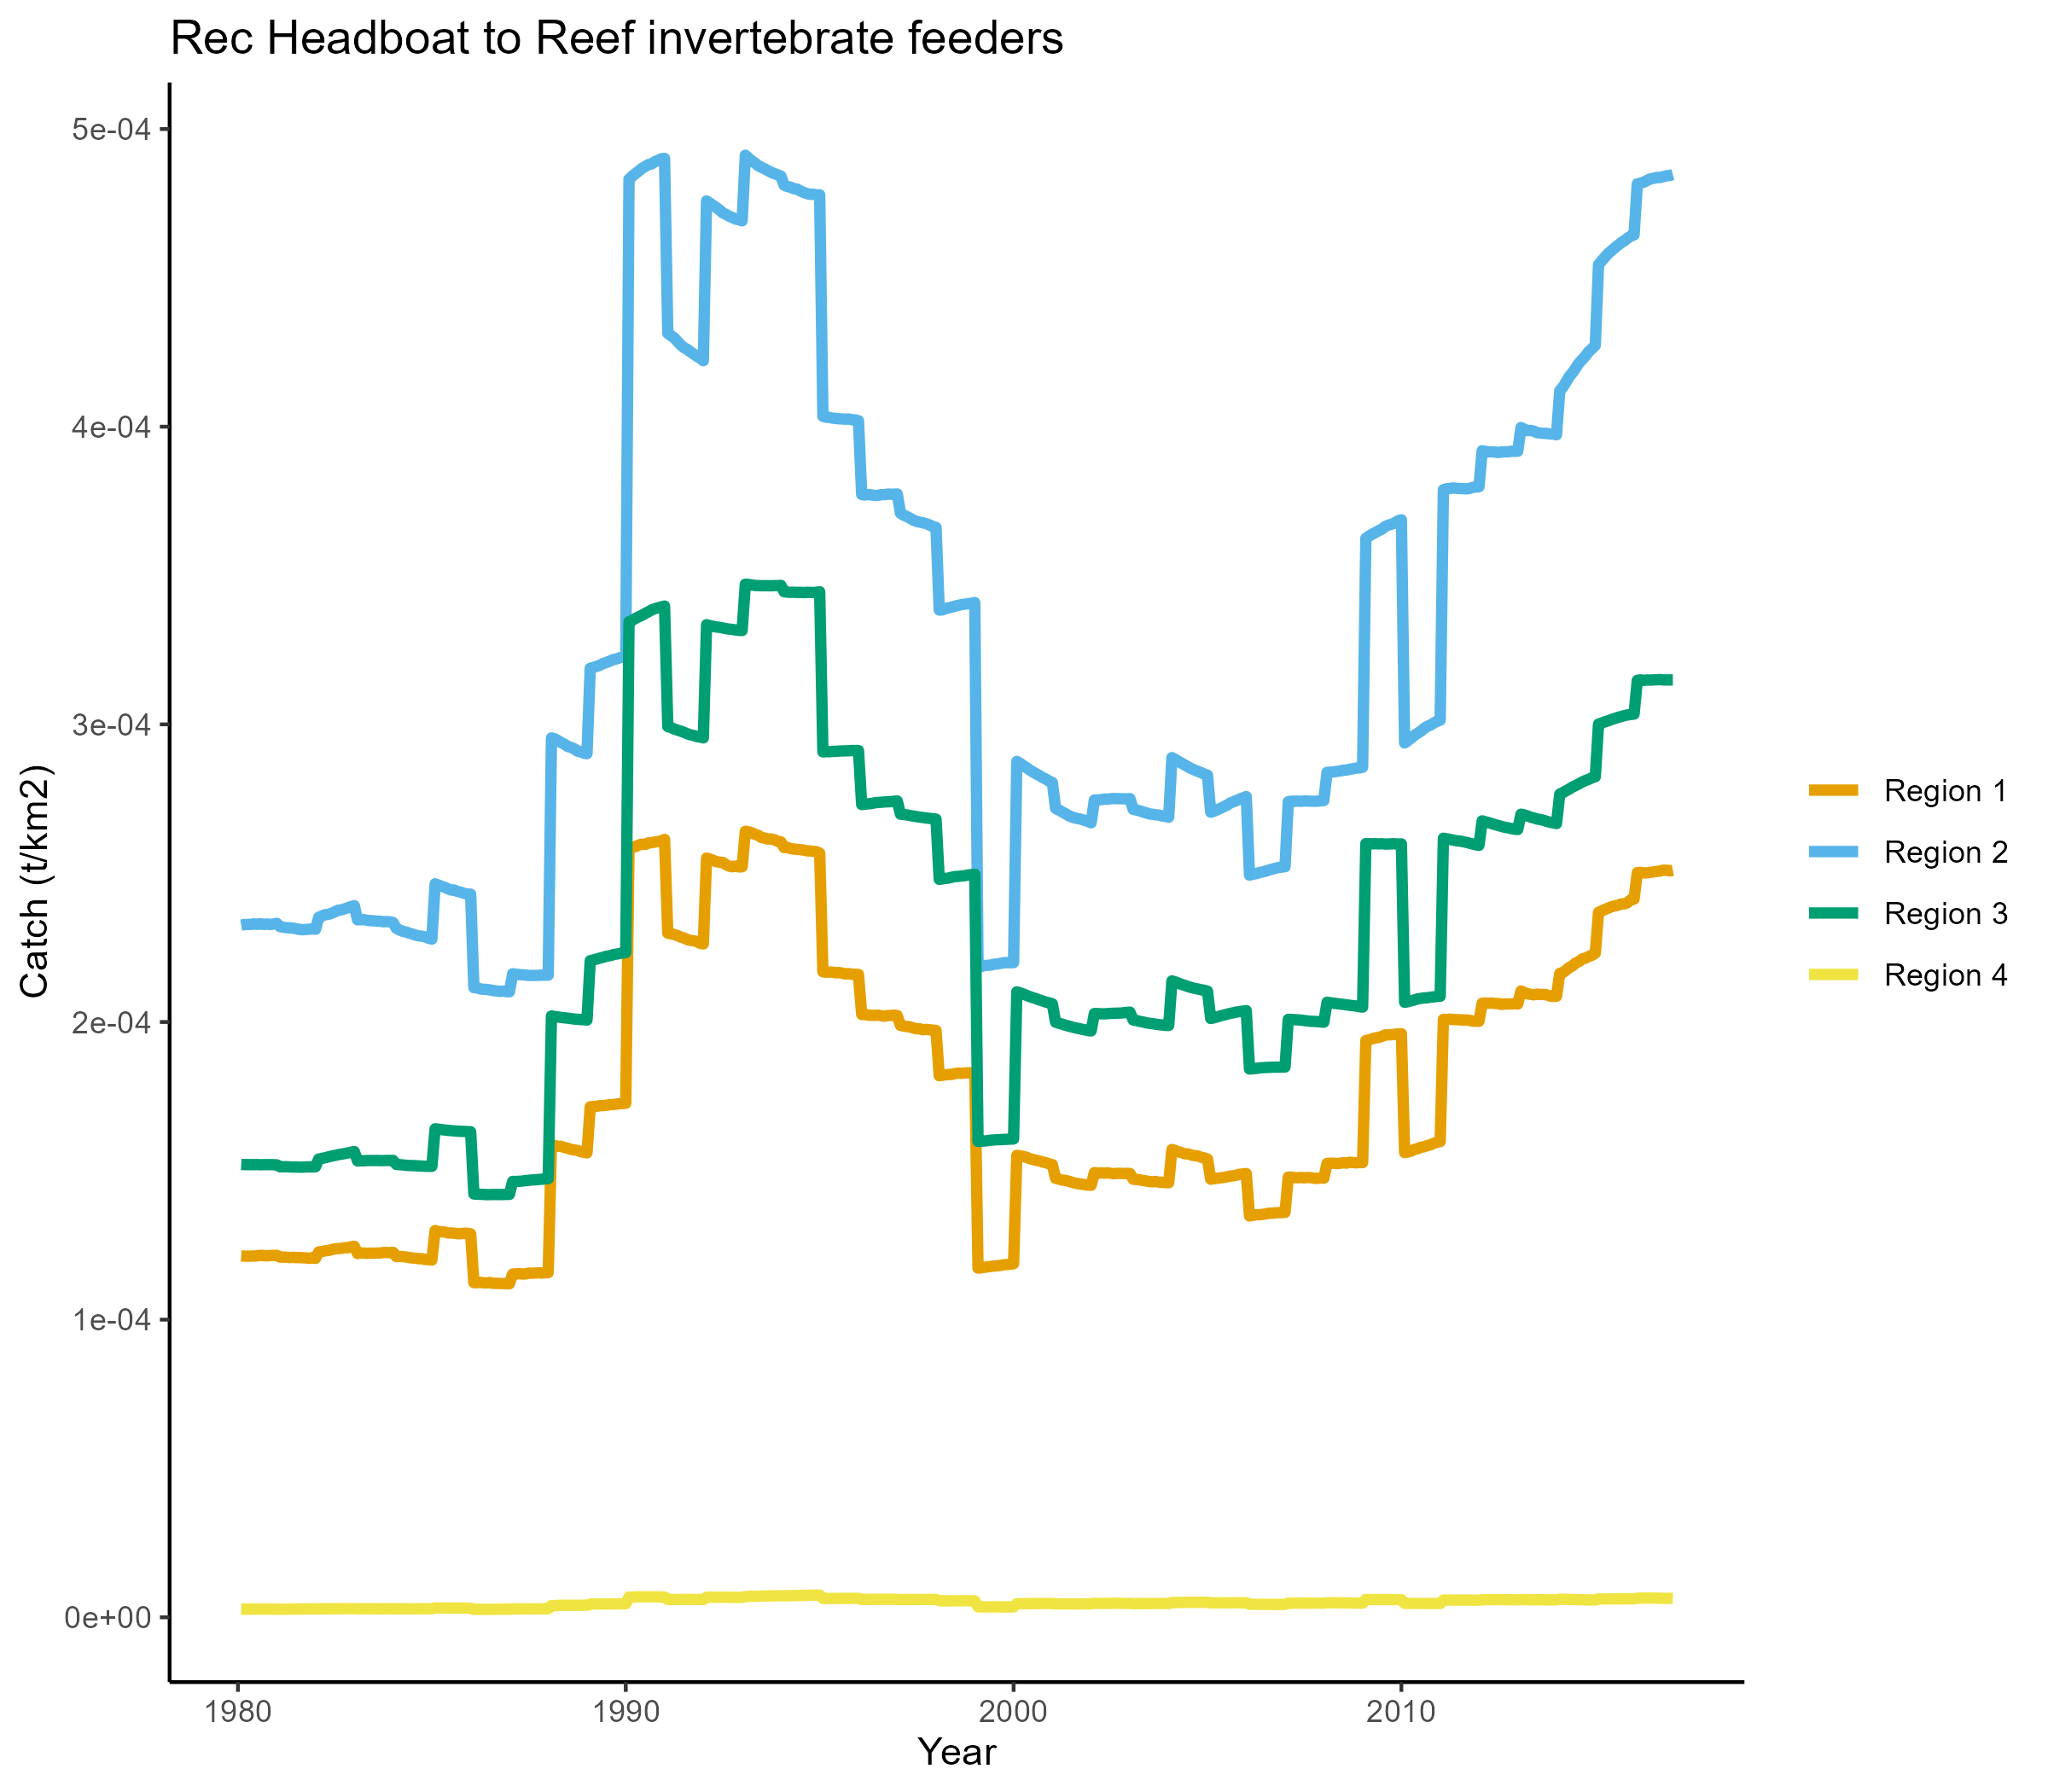 Rec Headboat to Reef invertebrate feeders
5e-04
4e-04
3e-04
2e-04
1e-04
0e+00
Catch (t/km2)
1980
1990
2000
2010
Year
Region 1
Region 2
Region 3
Region 4